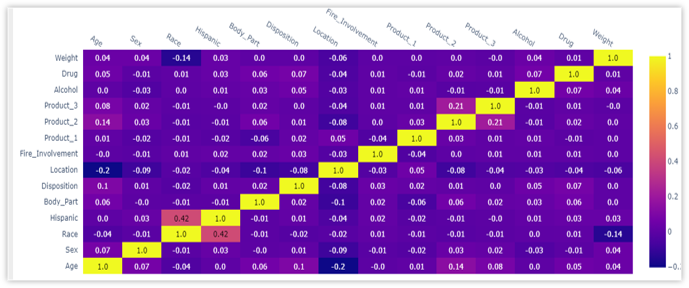 Age Sex Race Hispanic Body_Part Disposition Location Fire_Involvement Product_1 Product_2 Product_3 Alcohol Drug Weight
Weight 0.04 0.04 -0.14 0.03 0.0 0.0 -0.06 0.0 0.0 0.0 -0.0 0.04 0.01 1.0
Drug 0.05 -0.01 0.01 0.03 0.06 0.07 -0.04 0.01 -0.01 0.02 0.01 0.07 1.0 0.01
Alcohol 0.0 -0.03 0.0 0.01 0.03 0.05 -0.03 0.01 0.01 0.01 -0.01 1.0 0.07 0.04
Product_3 0.08 0.02 -0.01 -0.0 0.02 0.0 -0.04 0.01 0.01 0.21 1.0 -0.01 0.01 -0.0
Product_2 0.14 0.03 -0.01 -0.01 0.06 0.01 -0.08 0.0 0.03 1.0 0.21 0.01 0.02 0.0
Product_1 0.01 -0.02 -0.01 -0.02 -0.06 0.02 0.05 -0.04 1.0 0.03 0.01 0.01 -0.01 0.0
Fire_Involvement -0.0 -0.01 0.01 0.02 0.02 0.03 -0.03 1.0 -0.04 0.0 0.01 0.01 0.01 0.0
Location -0.2 -0.09 -0.02 -0.04 -0.1 -0.08 1.0 -0.03 0.05 -0.08 -0.04 -0.03 -0.04 -0.06
Disposition 0.1 0.01 -0.02 0.01 0.02 1.0 -0.08 0.03 0.02 0.01 0.0 0.05 0.07 0.0
Body_Part 0.06 -0.0 -0.01 0.01 1.0 0.02 -0.1 0.02 -0.06 0.06 0.02 0.03 0.06 0.0
Hispanic 0.0 0.03 0.42 1.0 0.01 0.01 -0.04 0.02 -0.02 -0.01 -0.0 0.01 0.03 0.03
Race -0.04 -0.01 1.0 0.42 -0.01 -0.02 -0.02 0.01 -0.01 -0.01 -0.01 0.0 0.01 -0.14
Sex 0.07 1.0 -0.01 0.03 -0.0 0.01 -0.09 -0.01 -0.02 0.03 0.02 -0.03 -0.01 0.04
Age 1.0 0.07 -0.04 0.0 0.06 0.1 -0.2 -0.0 0.01 0.14 0.08 0.0 0.05 0.04
1
0.8
0.6
0.4
0.2
0